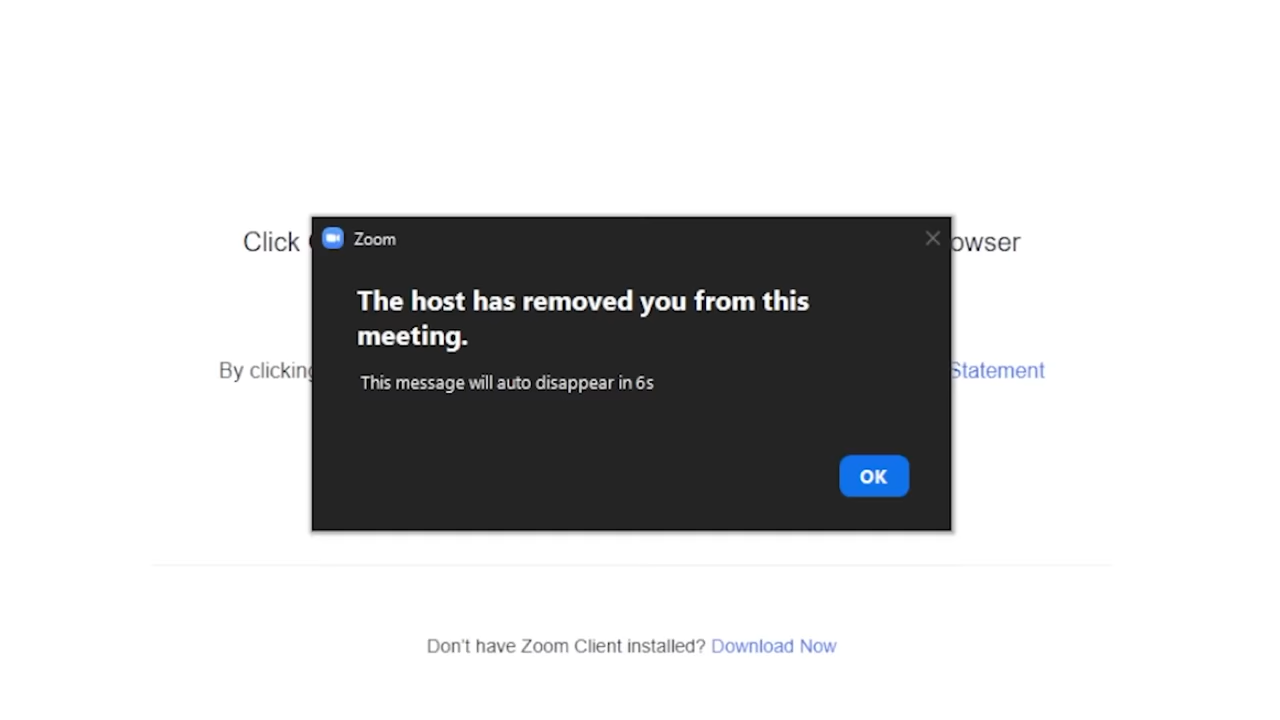 Zoom
Click
owser
The host has removed you from this
meeting.
By clicking
Statement
This message will auto disappear in 6s
OK
Don't have Zoom Client installed? Download Now